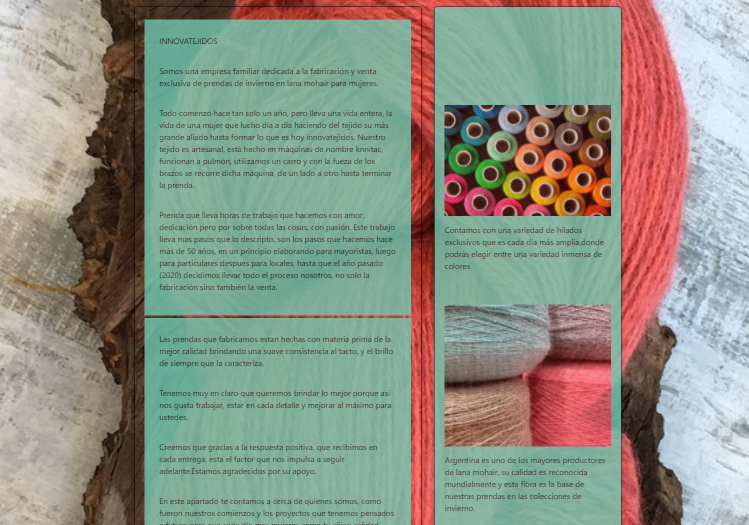 INNOVATEJIDOS
Somos una empresa familiar dedicada a la fabricación y venta
exclusiva de prendas de invierno en lana mohair para mujeres.
Todo comenzo hace tan solo un año, pero lleva una vida entera, la
vida de una mujer que lucho día a día haciendo del tejido su más
grande aliado hasta formar lo que es hoy innovatejidos. Nuestro
tejido es artesanal, está hecho en máquinas de nombre knnitac,
funcionan a pulmón, utilizamos un carro y con la fueza de los
brazos se recorre dicha máquina, de un lado a otro hasta terminar
la prenda.
Prenda que lleva horas de trabajo que hacemos con amor,
dedicación pero por sobre todas las cosas, con pasión. Este trabajo
lleva mas pasos que lo descripto, son los pasos que hacemos hace
más de 50 años, en un principio elaborando para mayoristas, luego
para particulares después para locales, hasta que el año pasado
(2020) decidimos llevar todo el proceso nosotros, no solo la
fabricación sino también la venta.
Las prendas que fabricamos estan hechas con materia prima de la
mejor calidad brindando una suave consistencia al tacto, y el brillo
de siempre que la caracteriza.
Tenemos muy en claro que queremos brindar lo mejor porque asi
nos gusta trabajar, estar en cada detalle y mejorar al máximo para
ustedes.
Creemos que gracias a la respuesta positiva, que recibimos en
cada entrega, esta el factor que nos impulsa a seguir
adelante.Estamos agradecidos por su apoyo.
En este apartado te contamos a cerca de quienes somos, como
fueron nuestros comienzos y los proyectos que tenemos pensados
Contamos con una variedad de hilados
exclusivos que es cada día más amplia,donde
podrás elegir entre una variedad inmensa de
colores
Argentina es uno de los mayores productores
de lana mohair, su calidad es reconocida
mundialmente y esta fibra es la base de
nuestras prendas en las colecciones de
invierno.